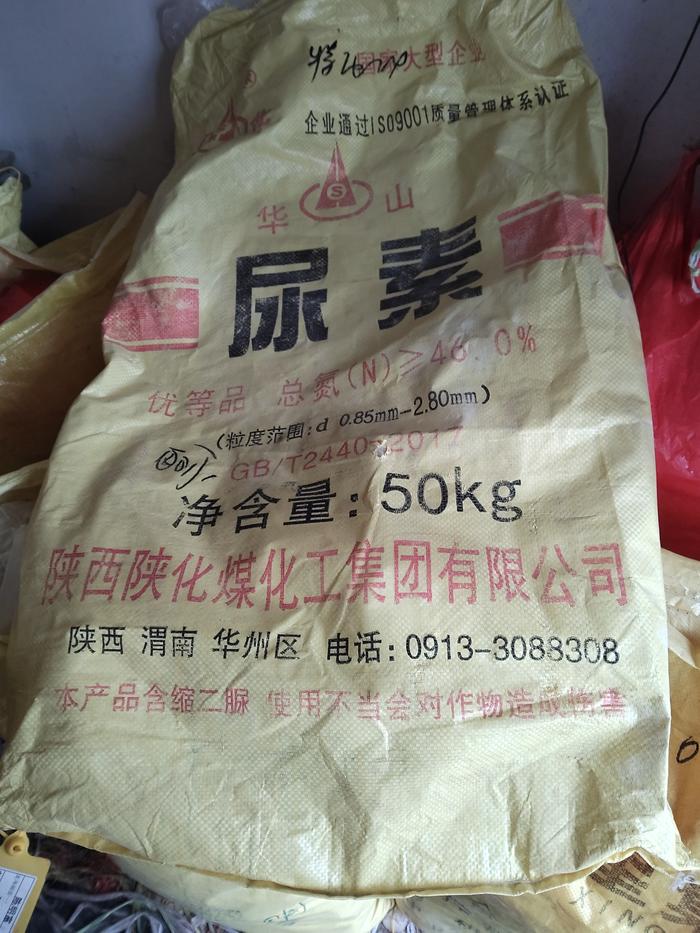 国家大型企业
企业通过ISO9001质量管理体系认证
S
华 山
尿素
优等品 总氮(N)≥46.0%
(粒度范围:d 0.85mm-2.80mm)
GB/T2440-2017
净含量:50kg
陕西陕化煤化工集团有限公司
陕西 渭南 华州区 电话:0913-3088308
本产品含缩二脲 使用不当会对作物造成伤害